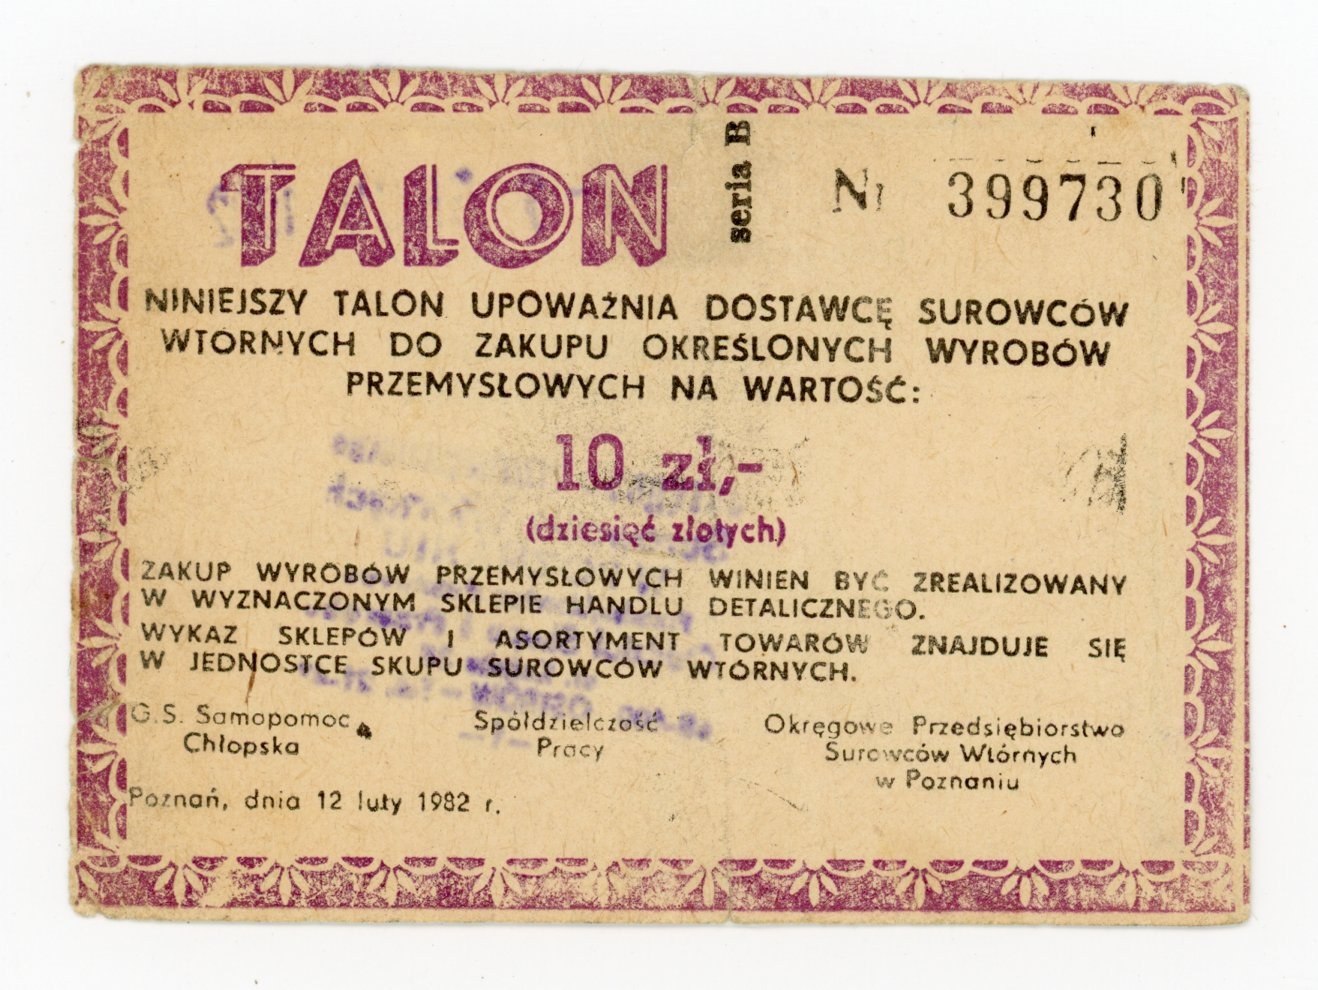 TALON
seria B
Nr 399730
NINIEJSZY TALON UPOWAŻNIA DOSTAWCĘ SUROWCÓW
WTÓRNYCH DO ZAKUPU OKREŚLONYCH WYROBÓW
PRZEMYSŁOWYCH NA WARTOŚĆ:
10 zł,-
(dziesięć złotych)
ZAKUP WYROBÓW PRZEMYSŁOWYCH WINIEN BYĆ ZREALIZOWANY
W WYZNACZONYM SKLEPIE HANDLU DETALICZNEGO.
WYKAZ SKLEPÓW I ASORTYMENT TOWARÓW ZNAJDUJE SIĘ
W JEDNOSTCE SKUPU SUROWCÓW WTÓRNYCH.
G.S. Samopomoc
Chłopska
Spółdzielczość
Pracy
Okręgowe Przedsiębiorstwo
Surowców Wtórnych
w Poznaniu
Poznań, dnia 12 luty 1982 r.